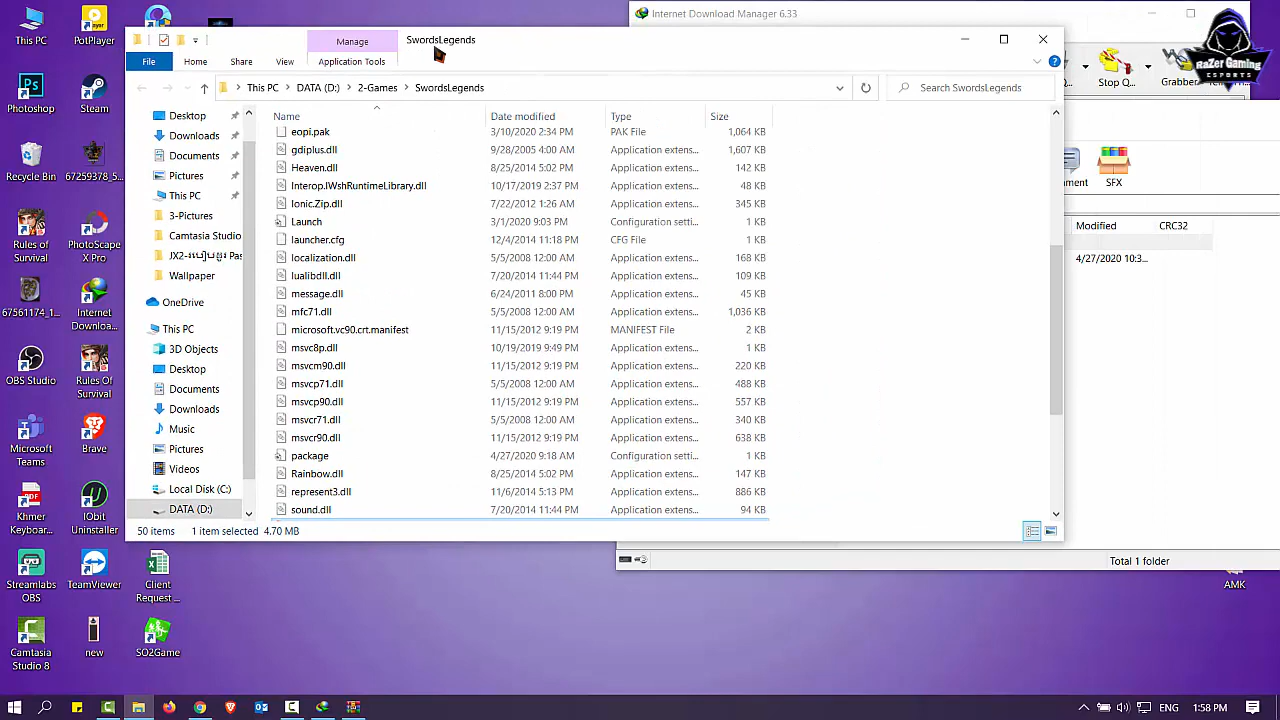 This PC
PotPlayer
Photoshop
Steam
Recycle Bin
67259378_5...
Rules of
Survival
PhotoScape
X Pro
67561174_1...
Internet
Downloa...
OBS Studio
Rules Of
Survival
Microsoft
Teams
Brave
Khmer
Keyboar...
IObit
Uninstaller
Streamlabs
OBS
TeamViewer
Client
Request ...
Camtasia
Studio 8
new
SO2Game
Internet Download Manager 6.33
Stop Q...
Grabber
RaZer Gaming
ESPORTS
SFX
Modified
CRC32
4/27/2020 10:3...
Total 1 folder
AMK
Manage
SwordsLegends
File
Home
Share
View
Application Tools
This PC > DATA (D:) > 2-Games > SwordsLegends
Search SwordsLegends
Desktop
Downloads
Documents
Pictures
This PC
3-Pictures
Camtasia Studio
Wallpaper
OneDrive
This PC
3D Objects
Desktop
Documents
Downloads
Music
Pictures
Videos
Local Disk (C:)
DATA (D:)
Name Date modified Type Size
eopi.pak 3/10/2020 2:34 PM PAK File 1,064 KB
gdiplus.dll 9/28/2005 4:00 AM Application extens... 1,607 KB
Heaven.dll 8/25/2014 5:02 PM Application extens... 142 KB
Interop.IWshRuntimeLibrary.dll 10/17/2019 2:37 PM Application extens... 48 KB
Ionic.Zip.dll 7/22/2012 1:26 AM Application extens... 345 KB
Launch 3/1/2020 9:03 PM Configuration setti... 1 KB
launcher.cfg 12/4/2014 11:18 PM CFG File 1 KB
localization.dll 5/5/2008 12:00 AM Application extens... 168 KB
lualibdll.dll 7/20/2014 11:44 PM Application extens... 109 KB
message.dll 6/24/2011 8:00 PM Application extens... 45 KB
mfc71.dll 5/5/2008 12:00 AM Application extens... 1,036 KB
microsoft.vc90.crt.manifest 11/15/2012 9:19 PM MANIFEST File 2 KB
msvc8p.dll 10/19/2019 9:49 PM Application extens... 1 KB
msvcm90.dll 11/15/2012 9:19 PM Application extens... 220 KB
msvcp71.dll 5/5/2008 12:00 AM Application extens... 488 KB
msvcp90.dll 11/15/2012 9:19 PM Application extens... 557 KB
msvcr71.dll 5/5/2008 12:00 AM Application extens... 340 KB
msvcr90.dll 11/15/2012 9:19 PM Application extens... 638 KB
package 4/27/2020 9:18 AM Configuration setti... 1 KB
Rainbow.dll 8/25/2014 5:02 PM Application extens... 147 KB
represent3.dll 11/6/2014 5:13 PM Application extens... 886 KB
sound.dll 7/20/2014 11:44 PM Application extens... 94 KB
50 items 1 item selected 4.70 MB
ENG 1:58 PM